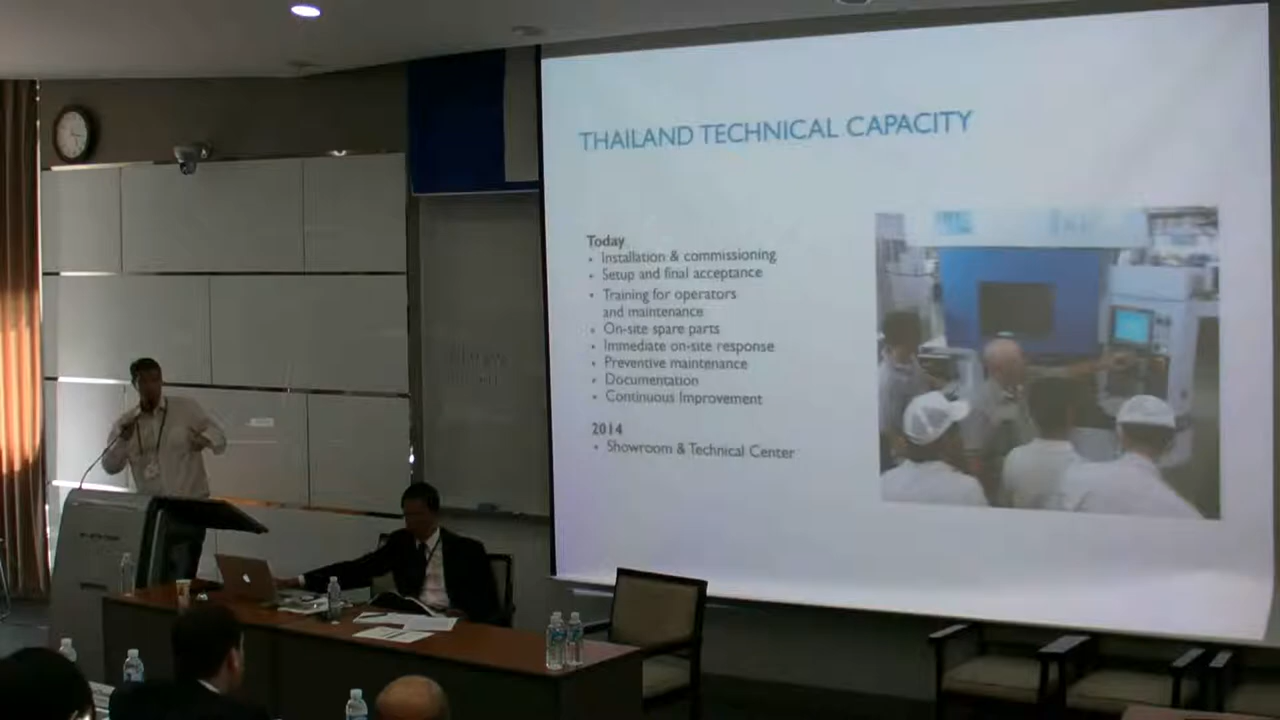 THAILAND TECHNICAL CAPACITY
Today
• Installation & commissioning
• Setup and final acceptance
• Training for operators
and maintenance
• On-site spare parts
• Immediate on-site response
• Preventive maintenance
• Documentation
• Continuous Improvement
2014
• Showroom & Technical Center